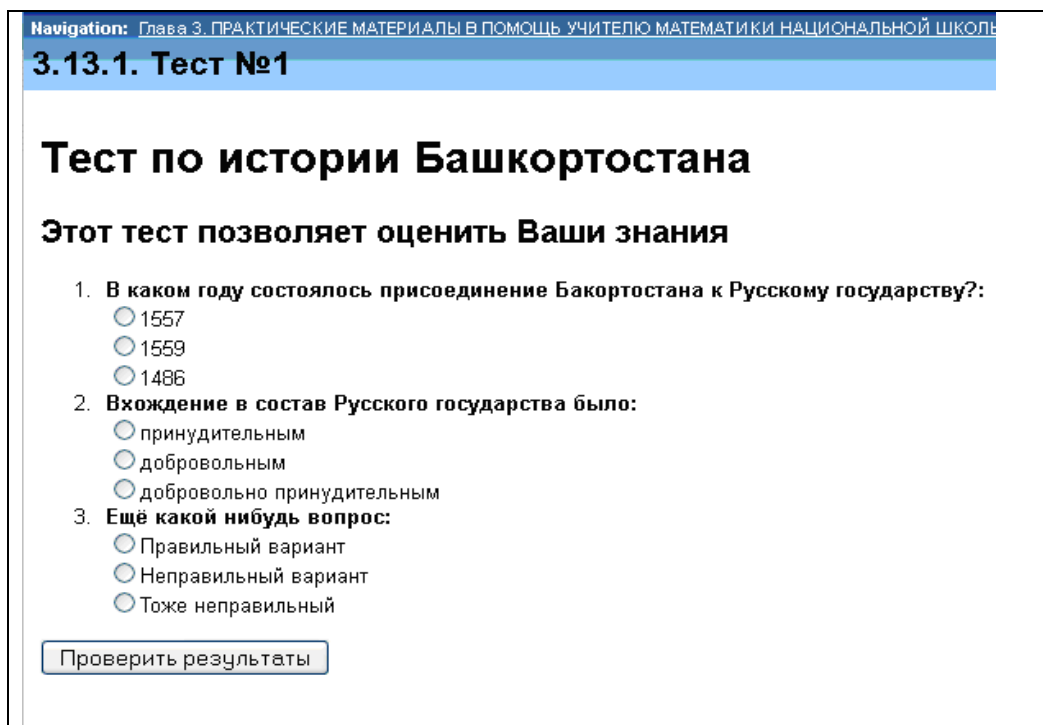 Navigation: Глава 3. ПРАКТИЧЕСКИЕ МАТЕРИАЛЫ В ПОМОЩЬ УЧИТЕЛЮ МАТЕМАТИКИ НАЦИОНАЛЬНОЙ ШКОЛЫ
3.13.1. Тест №1
Тест по истории Башкортостана
Этот тест позволяет оценить Ваши знания
1. В каком году состоялось присоединение Бакортостана к Русскому государству?:
1557
1559
1486
2. Вхождение в состав Русского государства было:
принудительным
добровольным
добровольно принудительным
3. Ещё какой нибудь вопрос:
Правильный вариант
Неправильный вариант
Тоже неправильный
Проверить результаты